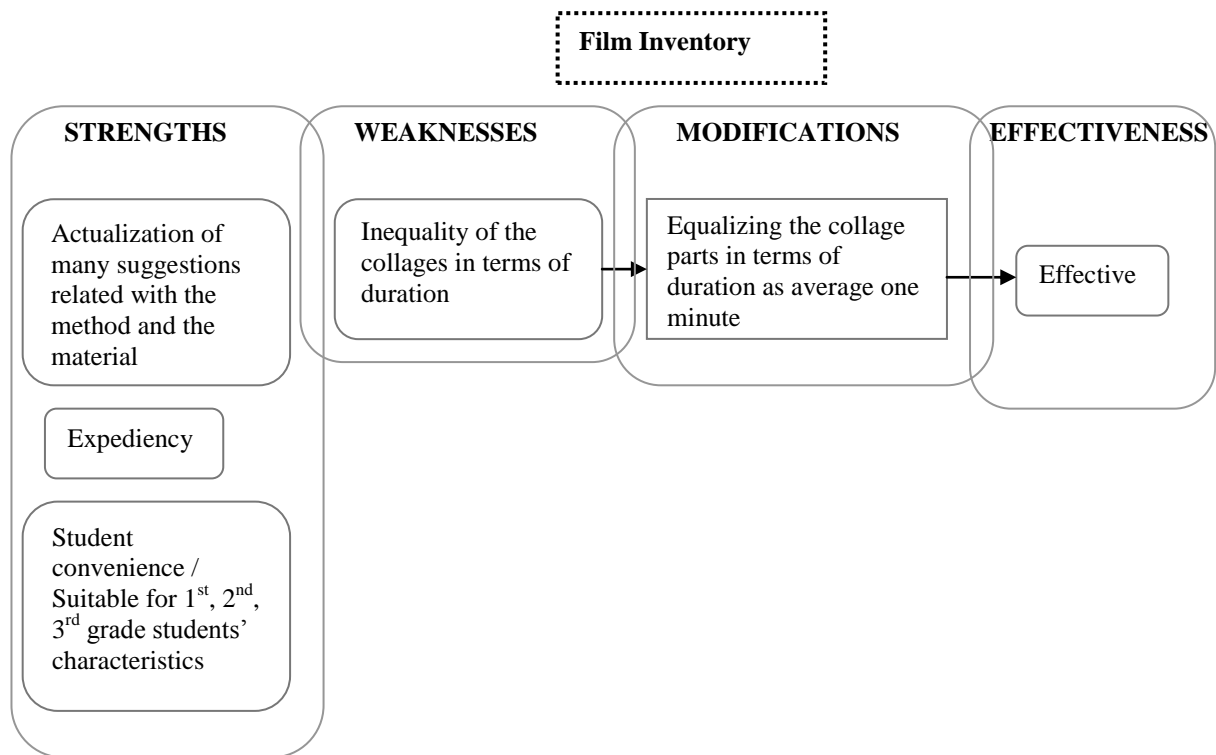 Film Inventory
STRENGTHS
Actualization of
many suggestions
related with the
method and the
material
Expediency
Student
convenience /
Suitable for 1st, 2nd,
3rd grade students’
characteristics
WEAKNESSES
Inequality of the
collages in terms of
duration
MODIFICATIONS
Equalizing the collage
parts in terms of
duration as average one
minute
EFFECTIVENESS
Effective